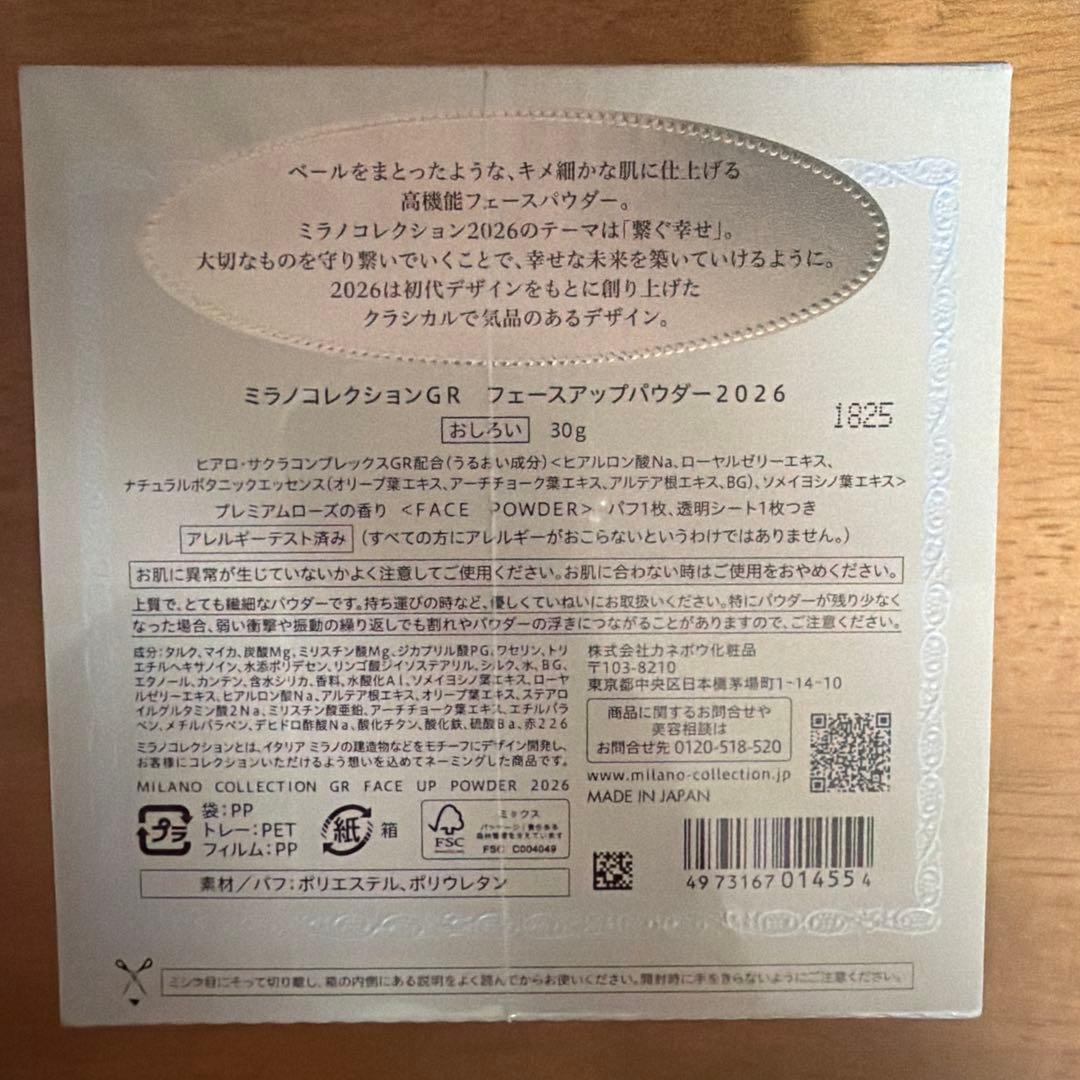 ベールをまとったような、キメ細かな肌に仕上げる
高機能フェースパウダー。
ミラノコレクション2026のテーマは「繋ぐ幸せ」。
大切なものを守り繋いでいくことで、幸せな未来を築いていけるように。
2026は初代デザインをもとに創り上げた
クラシカルで気品のあるデザイン。
ミラノコレクションGR フェースアップパウダー2026
1825
おしろい 30g
ヒアロ・サクラコンプレックスGR配合(うるおい成分)<ヒアルロン酸Na、ローヤルゼリーエキス、
ナチュラルボタニックエッセンス(オリーブ葉エキス、アーチチョーク葉エキス、アルテア根エキス、BG)、ソメイヨシノ葉エキス>
プレミアムローズの香り <FACE POWDER> パフ1枚、透明シート1枚つき
アレルギーテスト済み (すべての方にアレルギーがおこらないというわけではありません。)
お肌に異常が生じていないかよく注意してご使用ください。お肌に合わない時はご使用をおやめください。
上質で、とても繊細なパウダーです。持ち運びの時など、優しくていねいにお取扱いください。特にパウダーが残り少なく
なった場合、弱い衝撃や振動の繰り返しでも割れやパウダーの浮きにつながることがありますので、ご注意ください。
成分:タルク、マイカ、炭酸Mg、ミリスチン酸Mg、ジカプリル酸PG、ワセリン、トリ
エチルヘキサノイン、水添ポリデセン、リンゴ酸ジイソステアリル、シルク、水、BG、
エクノール、カンテン、含水シリカ、香料、水酸化Al、ソメイヨシノ葉エキス、ロー
ヤルゼリーエキス、ヒアルロン酸Na、アルテア根エキス、オリーブ葉エキス、ステアロ
イルグルタミン酸2Na、ミリスチン酸亜鉛、アーチチョーク葉エキス、エチルパラ
ベン、メチルパラベン、デヒドロ酢酸Na、酸化チタン、酸化鉄、硫酸Ba、赤226
ミラノコレクションとは、イタリア ミラノの建造物などをモチーフにデザイン開発し、
お客様にコレクションいただけるよう想いを込めてネーミングした商品です。
MILANO COLLECTION GR FACE UP POWDER 2026
株式会社カネボウ化粧品
〒103-8210
東京都中央区日本橋茅場町1-14-10
商品に関するお問合せや
美容相談は
お問合せ先 0120-518-520
www.milano-collection.jp
MADE IN JAPAN
プラ
袋:PP
トレー:PET
フィルム:PP
紙 箱
FSC
ミックス
パッケージ|責任ある
森林管理を支えています
FSC C004049
素材/パフ:ポリエステル、ポリウレタン
4973167014554
ミシン目にそって切り離し、箱の内側にある説明をよく読んでからお使いください。開封時に手をきらないようにご注意ください。